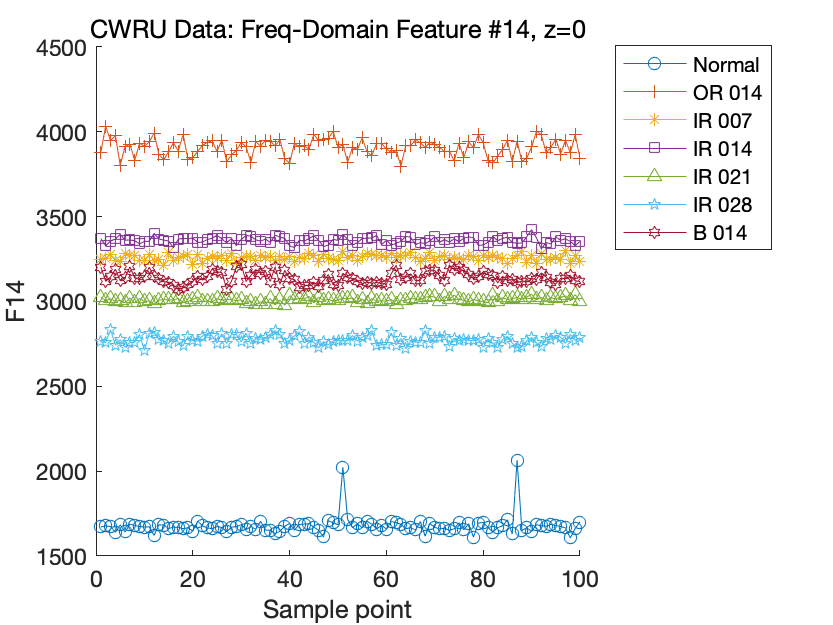 CWRU Data: Freq-Domain Feature #14, z=0
4500
4000
3500
3000
2500
2000
1500
F14
0 20 40 60 80 100
Sample point
Normal
OR 014
IR 007
IR 014
IR 021
IR 028
B 014